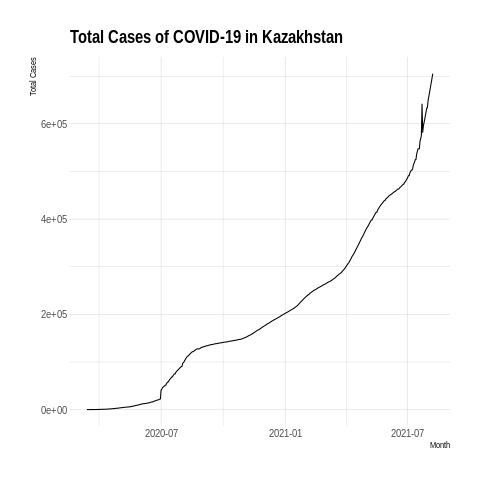 Total Cases of COVID-19 in Kazakhstan
Total Cases
6e+05
4e+05
2e+05
0e+00
2020-07 2021-01 2021-07
Month